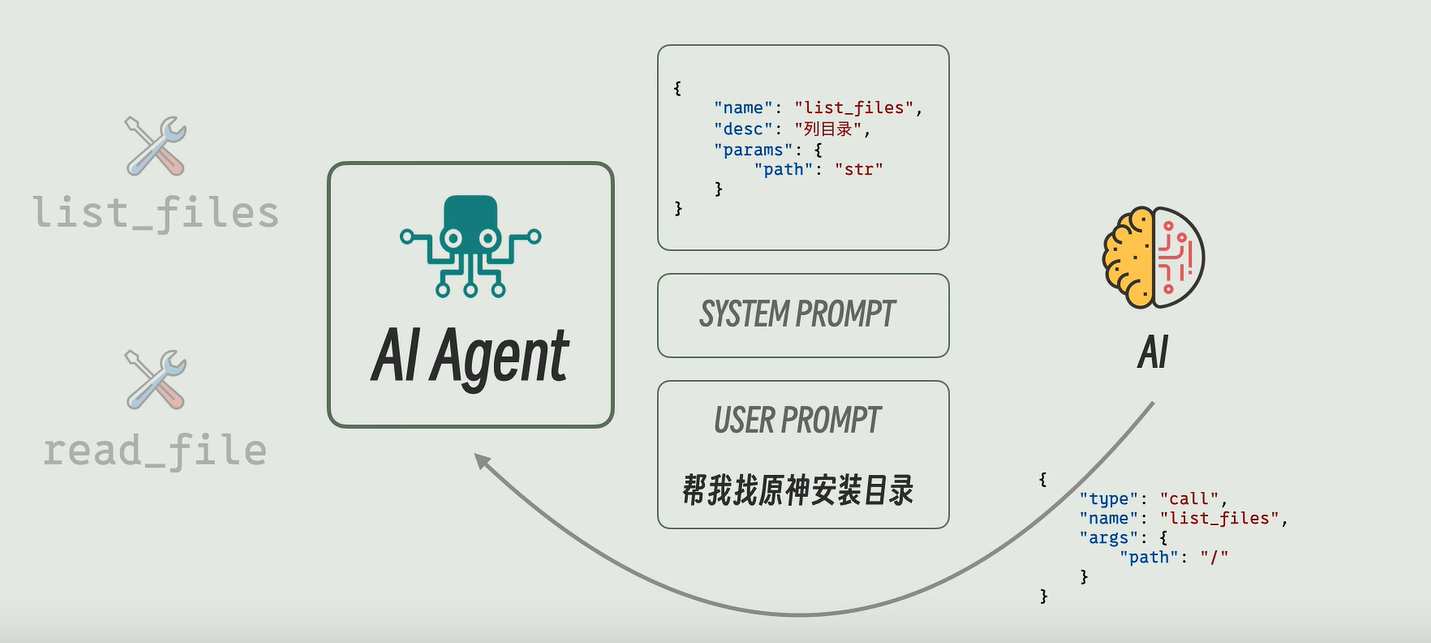 list_files
read_file
AI Agent
{
    "name": "list_files",
    "desc": "列目录",
    "params": {
        "path": "str"
    }
}
SYSTEM PROMPT
USER PROMPT
帮我找原神安装目录
AI
{
    "type": "call",
    "name": "list_files",
    "args": {
        "path": "/"
    }
}